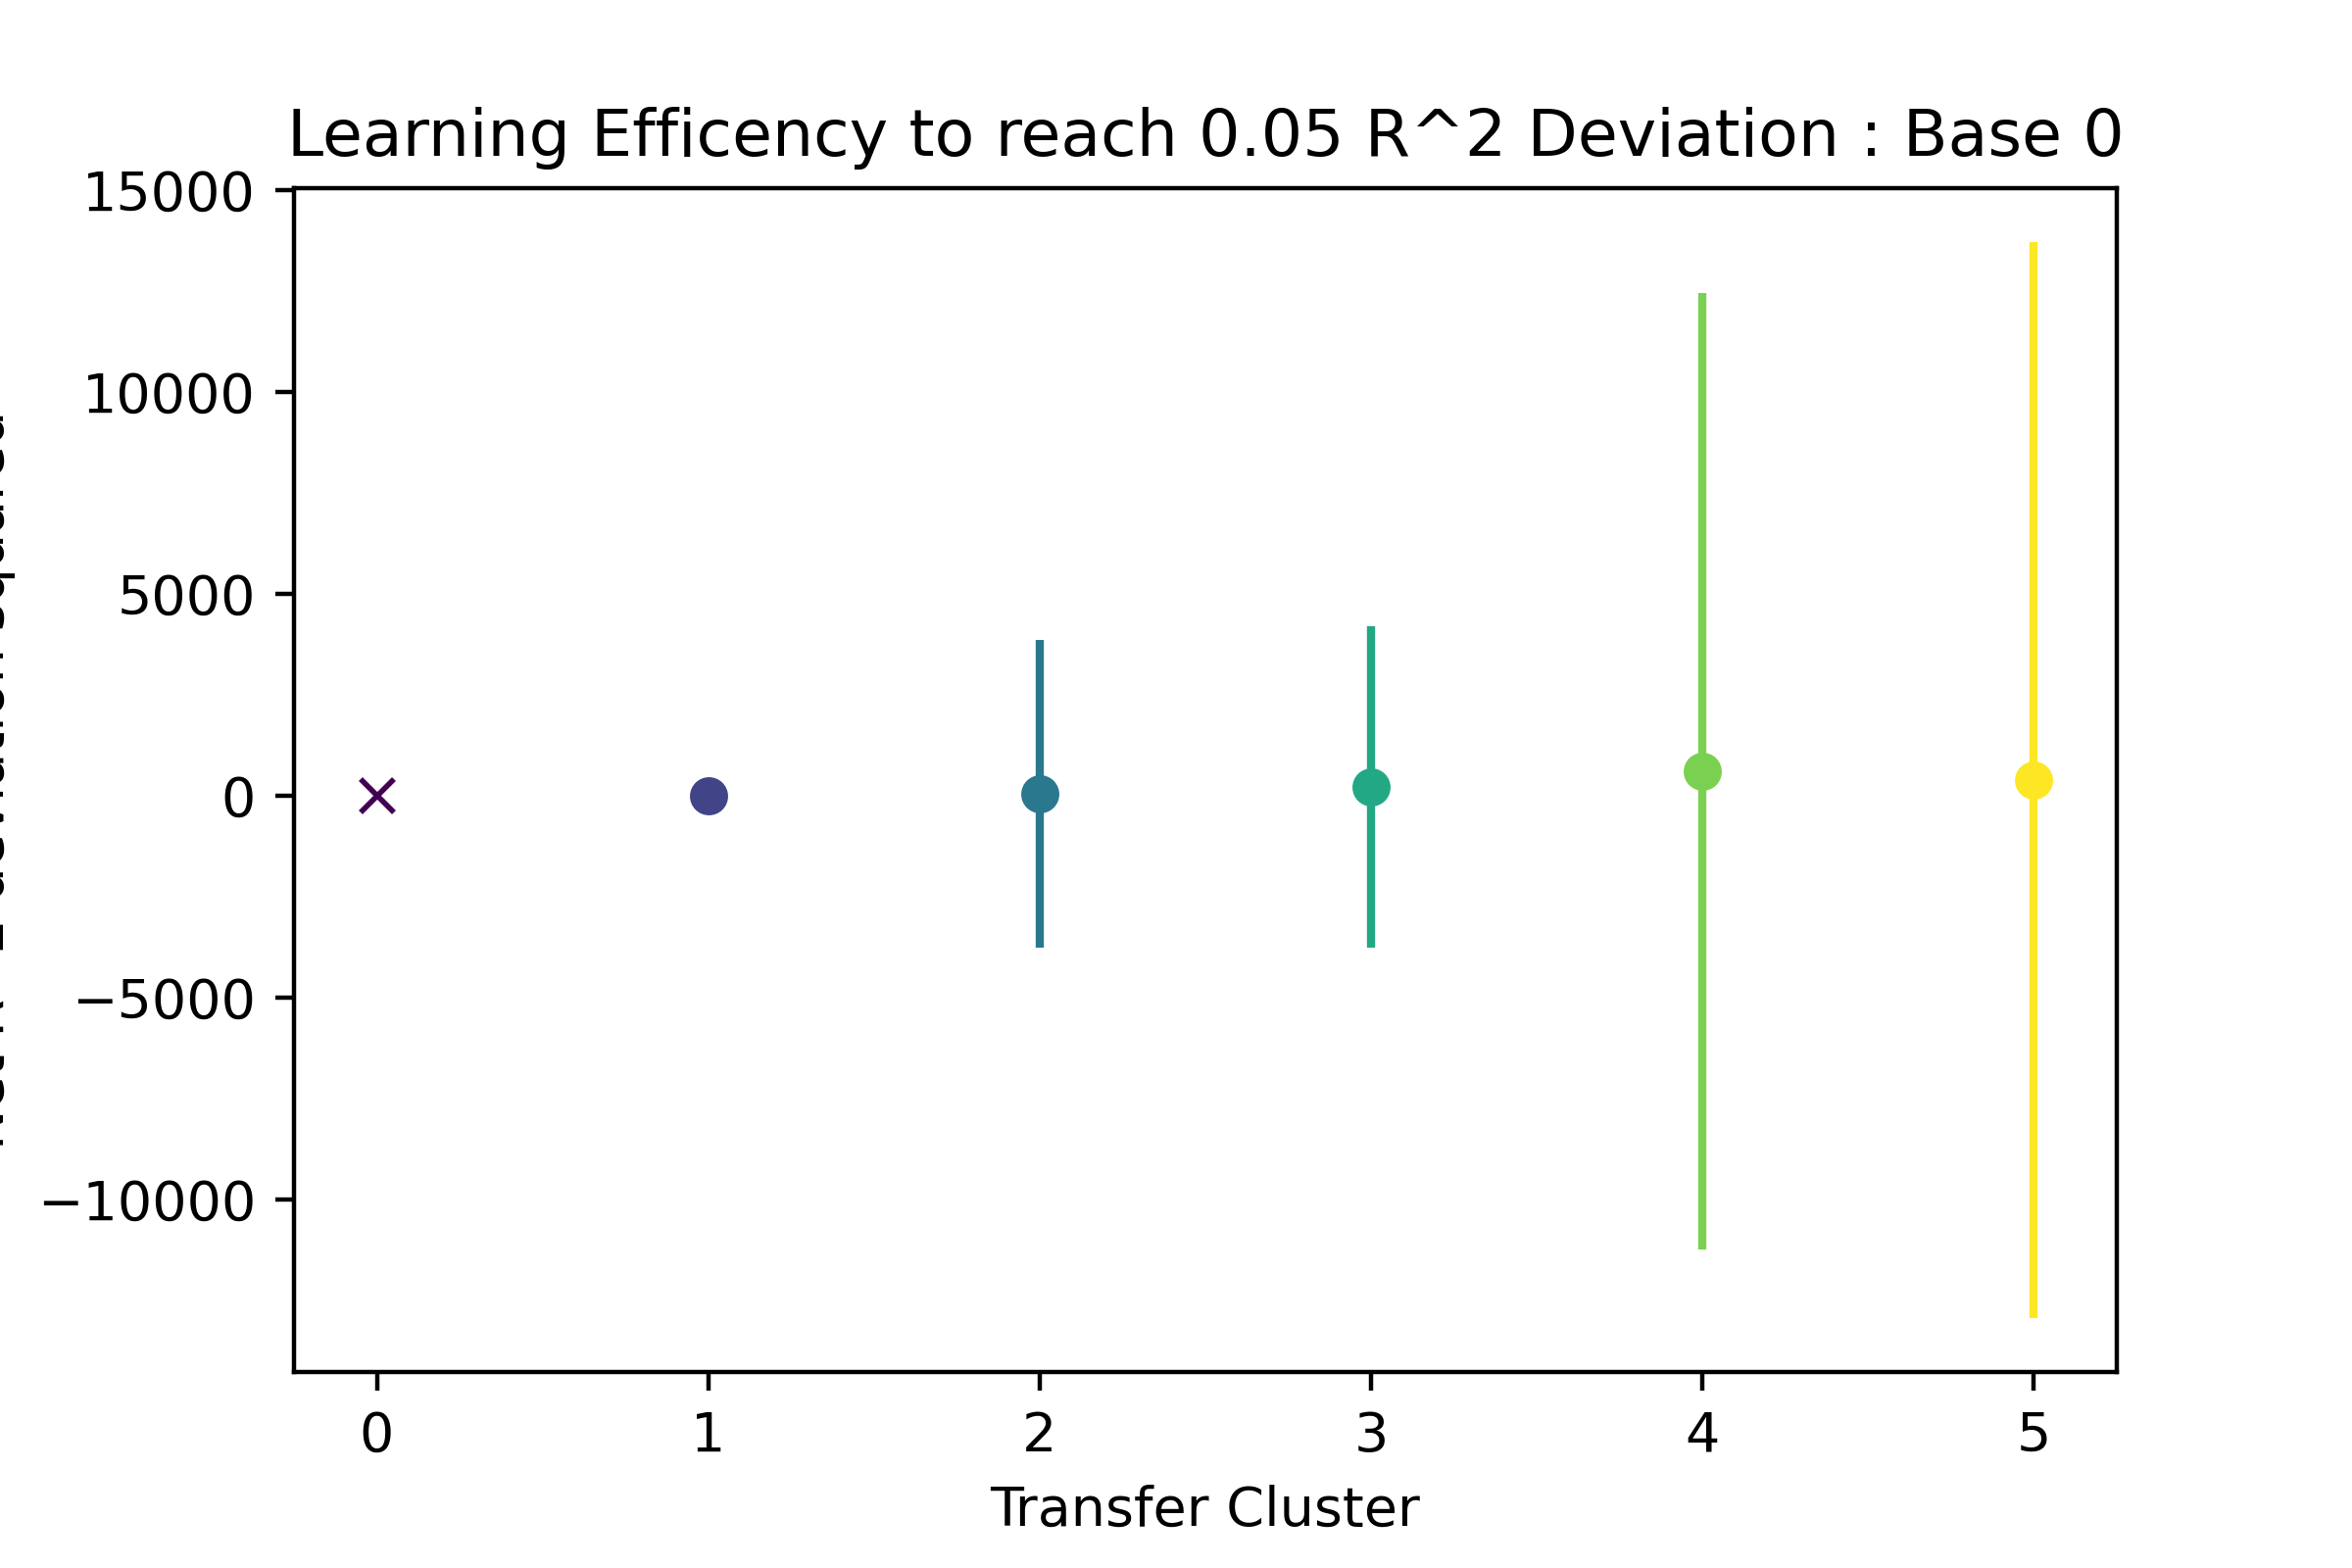 Learning Efficency to reach 0.05 R^2 Deviation : Base 0
15000
10000
5000
0
−5000
−10000
0 1 2 3 4 5
Transfer Cluster